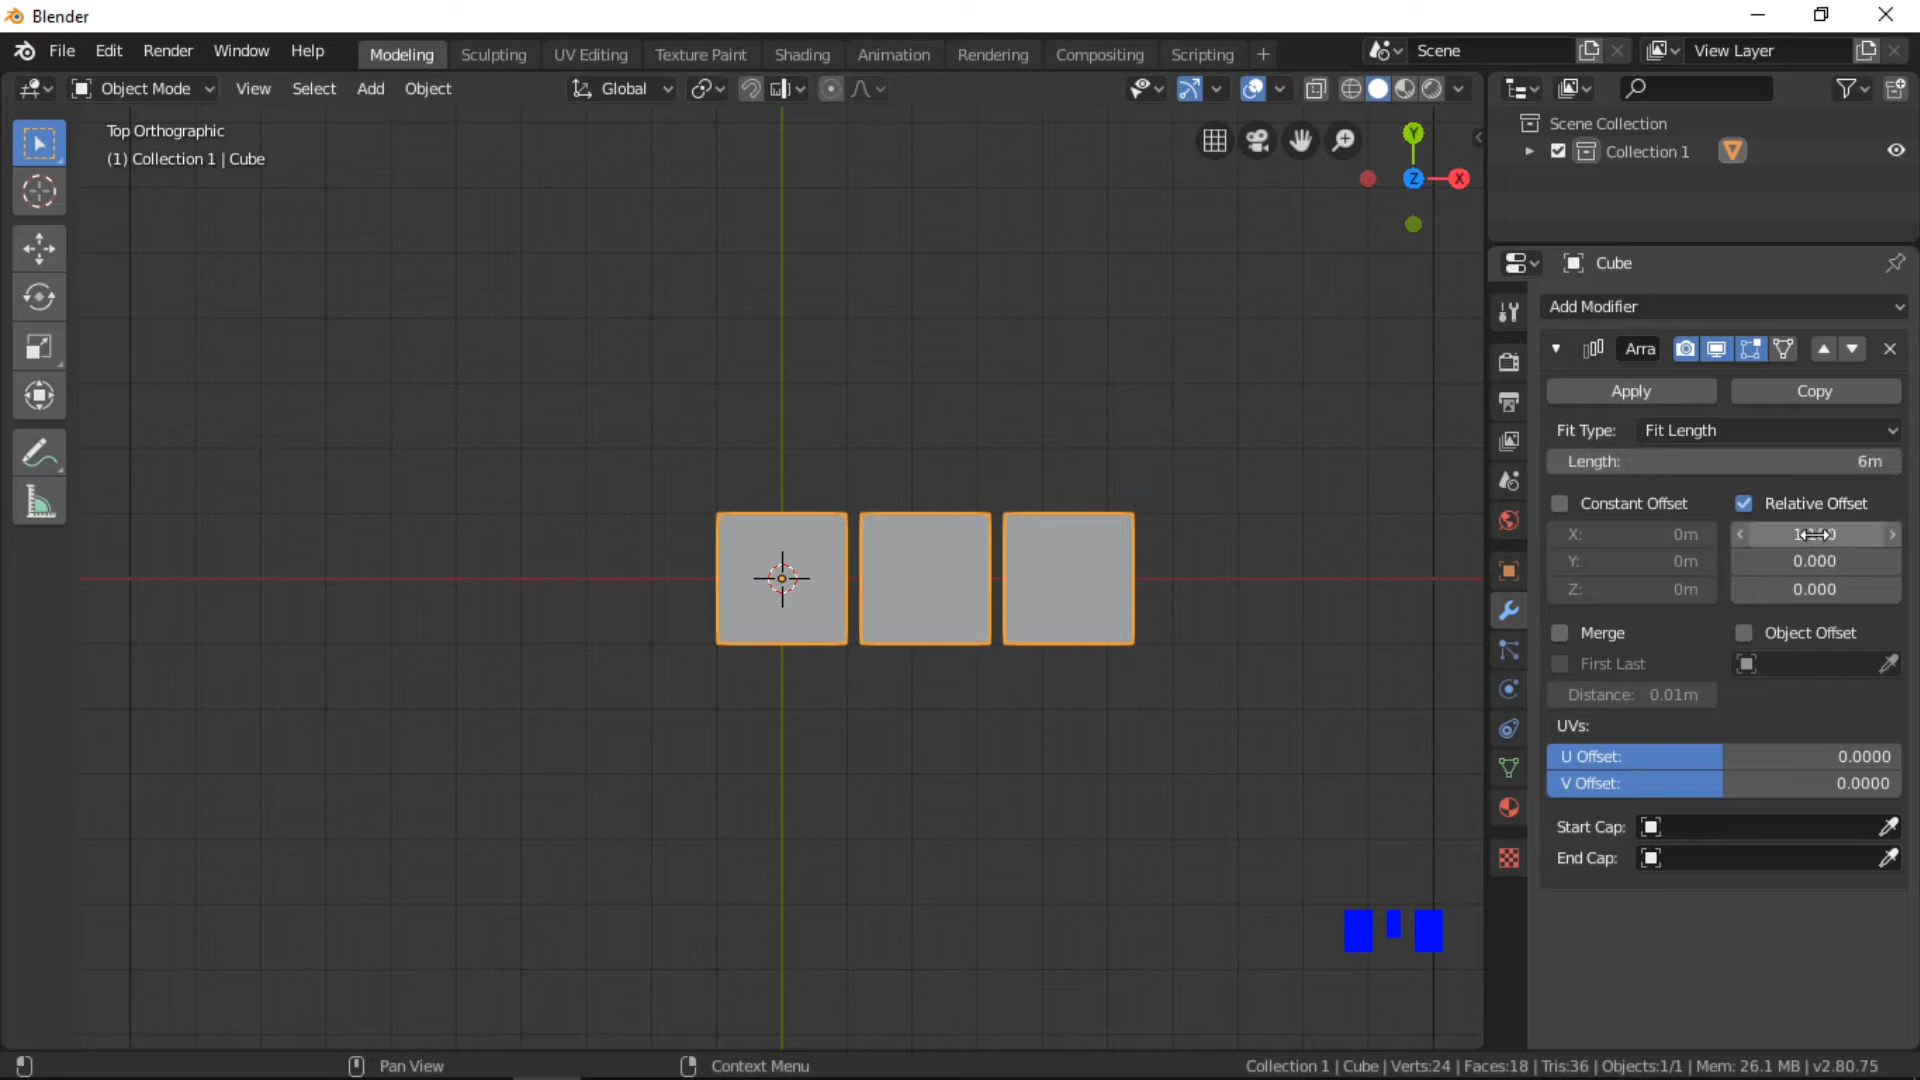 Blender
File Edit Render Window Help Modeling Sculpting UV Editing Texture Paint Shading Animation Rendering Compositing Scripting + Scene View Layer
Object Mode View Select Add Object Global
Top Orthographic
(1) Collection 1 | Cube
Y
Z X
Scene Collection
Collection 1
Cube
Add Modifier
Arra
Apply Copy
Fit Type: Fit Length
Length: 6m
Constant Offset Relative Offset
X: 0m
Y: 0m 0.000
Z: 0m 0.000
Merge Object Offset
First Last
Distance: 0.01m
UVs:
U Offset: 0.0000
V Offset: 0.0000
Start Cap:
End Cap:
Pan View Context Menu Collection 1 | Cube | Verts:24 | Faces:18 | Tris:36 | Objects:1/1 | Mem: 26.1 MB | v2.80.75